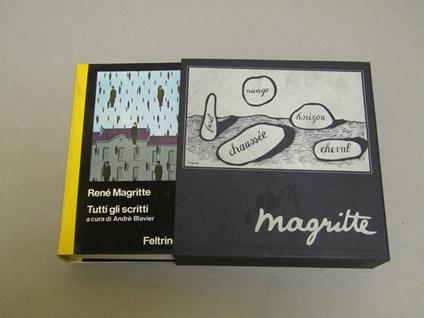 René Magritte
Tutti gli scritti
a cura di André Blavier
Feltrin
nuage
horizon
chaussée
cheval
magritte